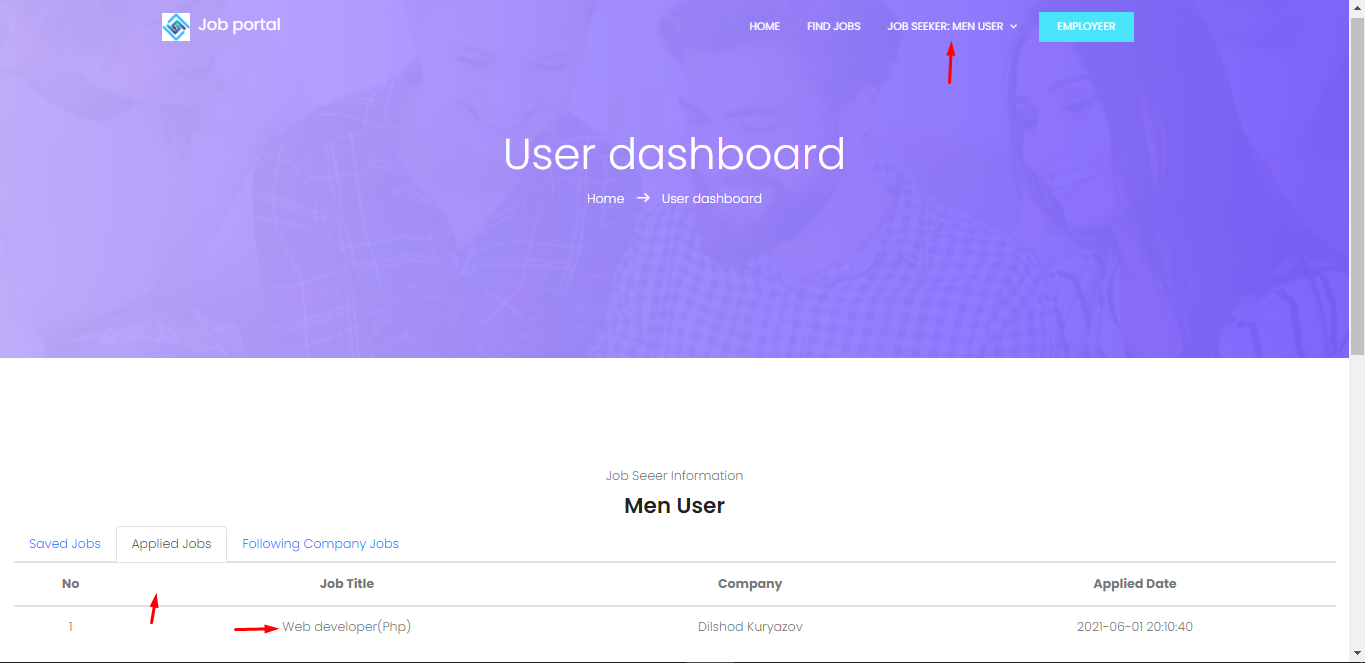 Job portal
HOME FIND JOBS JOB SEEKER: MEN USER EMPLOYEER
User dashboard
Home → User dashboard
Job Seeer Information
Men User
Saved Jobs Applied Jobs Following Company Jobs
No Job Title Company Applied Date
1 Web developer(Php) Dilshod Kuryazov 2021-06-01 20:10:40